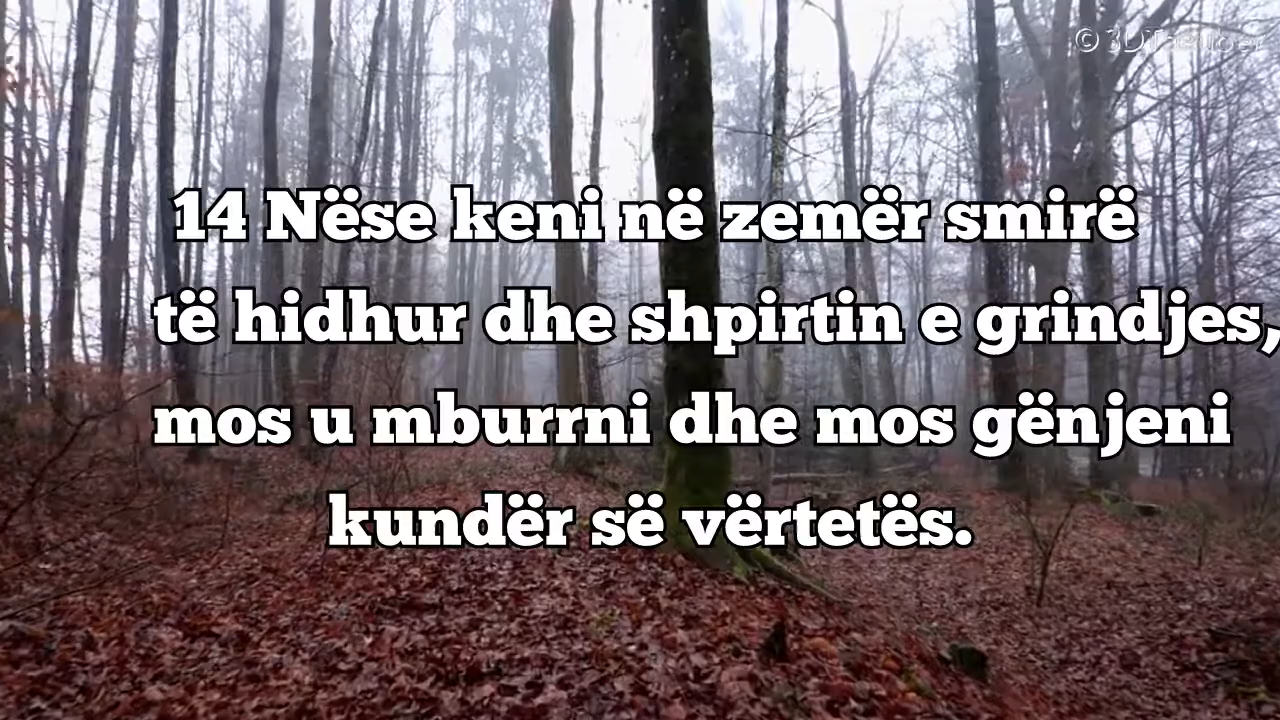 14 Nëse keni në zemër smirë
të hidhur dhe shpirtin e grindjes,
mos u mburrni dhe mos gënjeni
kundër së vërtetës.